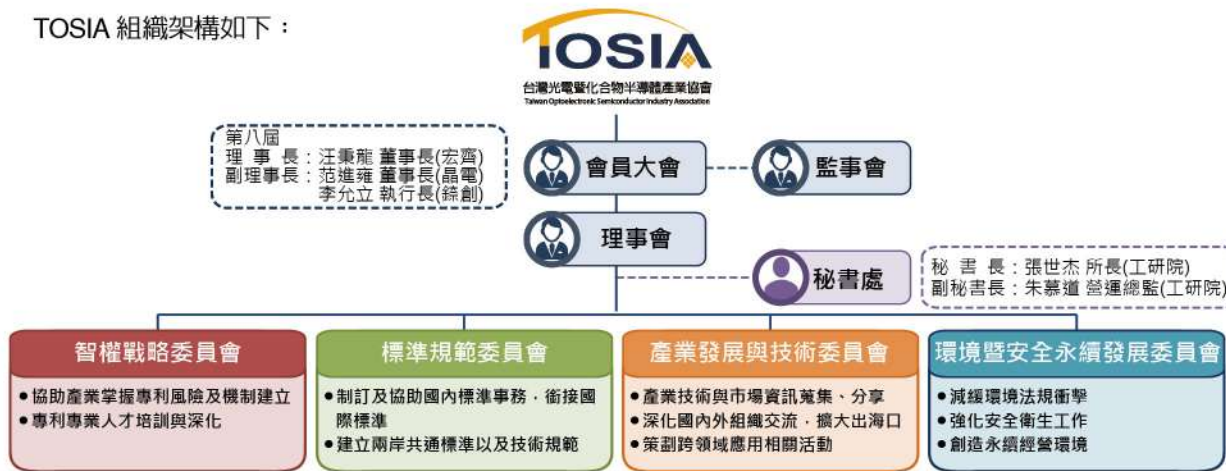 TOSIA 組織架構如下：
TOSIA
台灣光電暨化合物半導體產業協會
Taiwan Optoelectronic Semiconductor Industry Association
第八屆
理 事 長：汪秉龍 董事長(宏齊)
副理事長：范進雍 董事長(晶電)
李允立 執行長(錼創)
會員大會
監事會
理事會
秘書處
秘 書 長：張世杰 所長(工研院)
副秘書長：朱慕道 營運總監(工研院)
智權戰略委員會
●協助產業掌握專利風險及機制建立
●專利專業人才培訓與深化
標準規範委員會
●制訂及協助國內標準事務，銜接國
際標準
●建立兩岸共通標準以及技術規範
產業發展與技術委員會
●產業技術與市場資訊蒐集、分享
●深化國內外組織交流，擴大出海口
●策劃跨領域應用相關活動
環境暨安全永續發展委員會
●減緩環境法規衝擊
●強化安全衛生工作
●創造永續經營環境